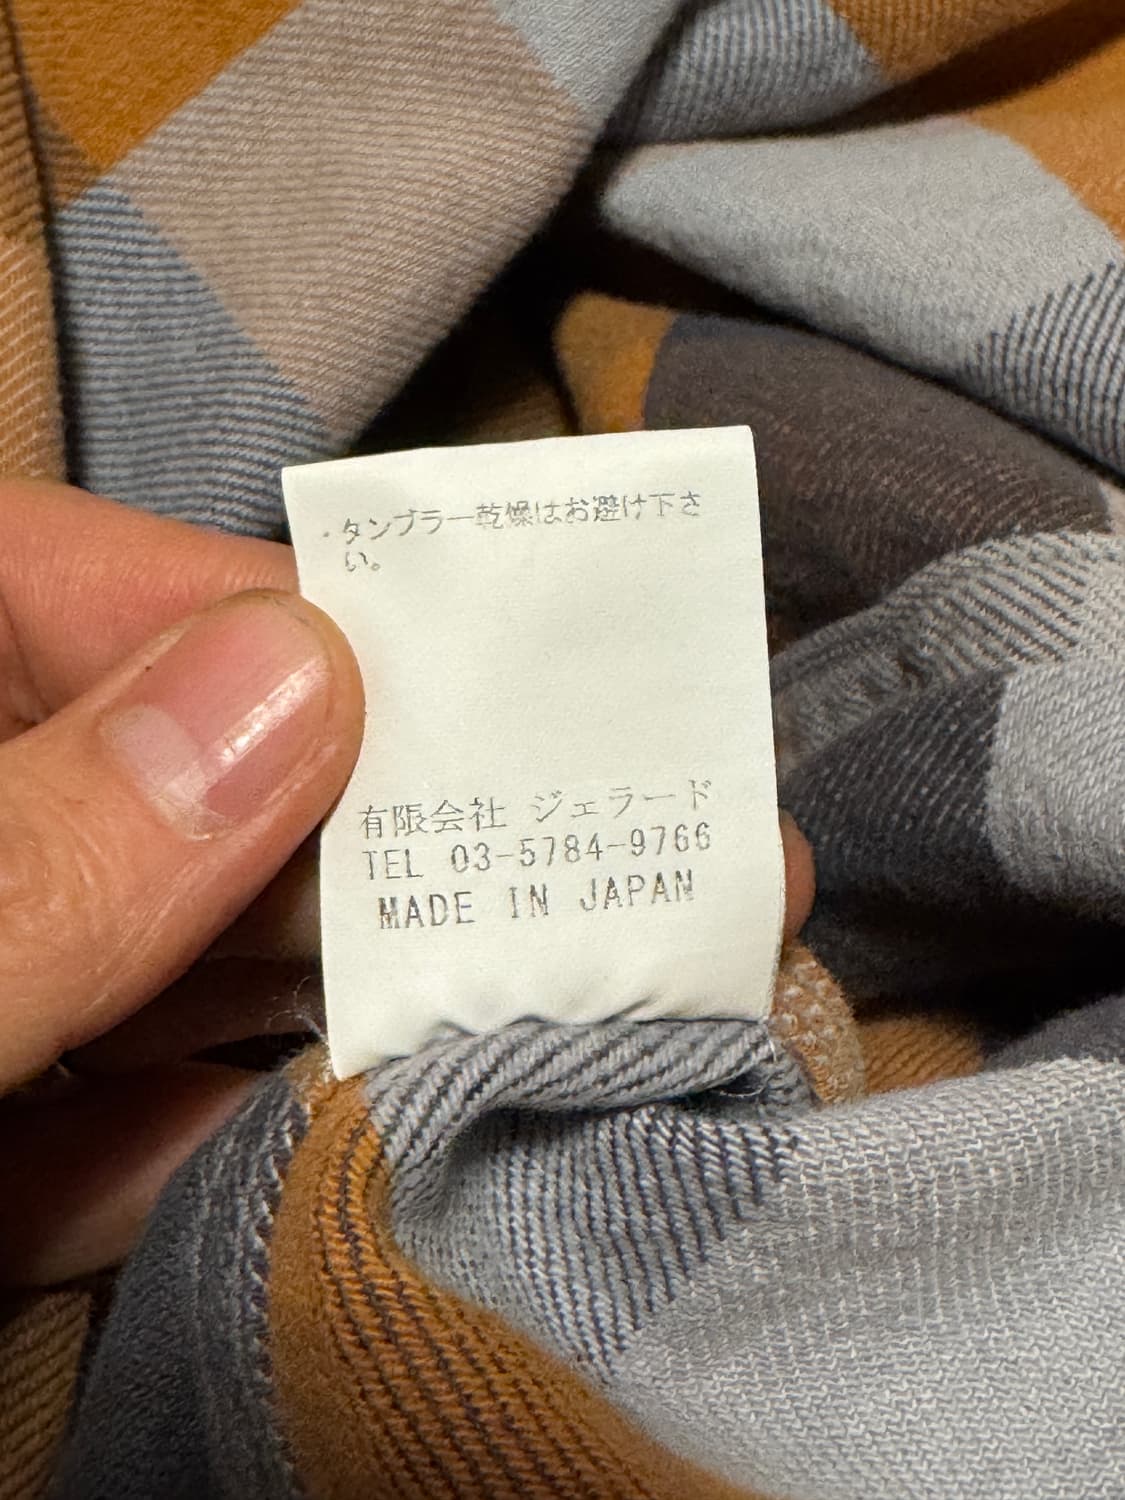 ・タンブラー乾燥はお避け下さ
い。
有限会社 ジェラード
TEL 03-5784-9766
MADE IN JAPAN